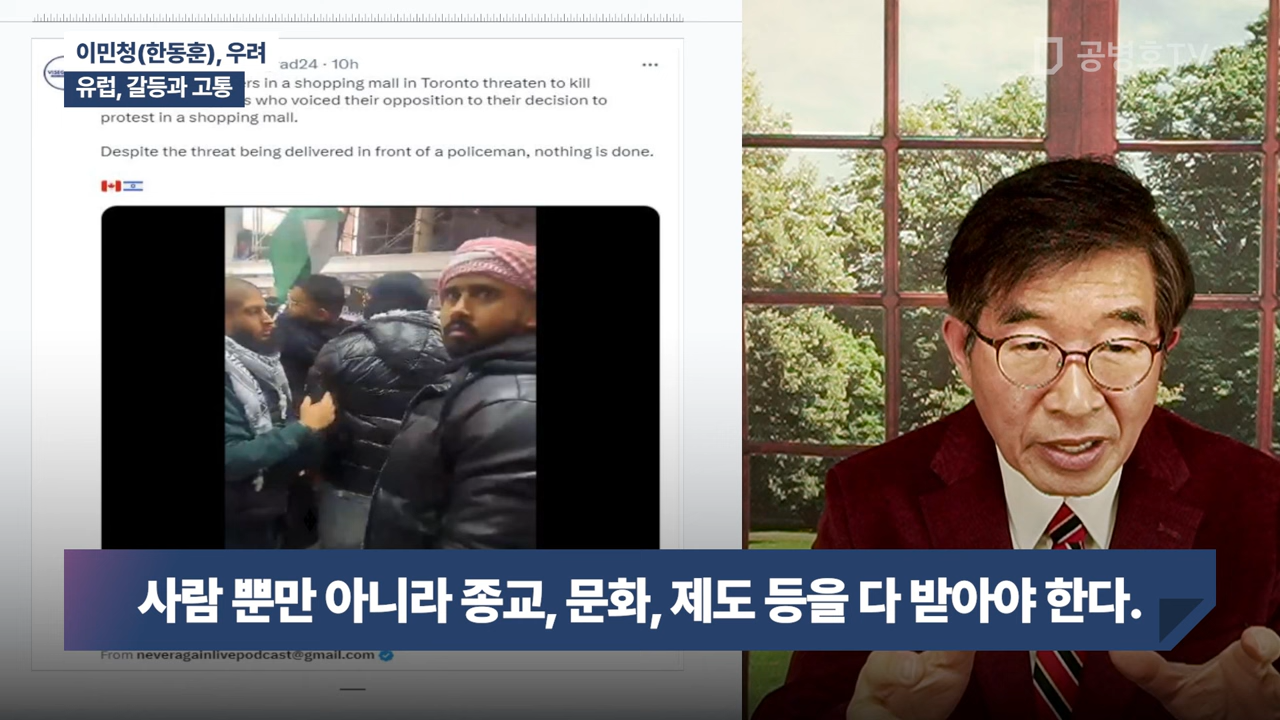 이민청(한동훈), 우려
유럽, 갈등과 고통
공병호TV
ad24 · 10h
ers in a shopping mall in Toronto threaten to kill
s who voiced their opposition to their decision to
protest in a shopping mall.
Despite the threat being delivered in front of a policeman, nothing is done.
사람 뿐만 아니라 종교, 문화, 제도 등을 다 받아야 한다.
From neveragainlivepodcast@gmail.com